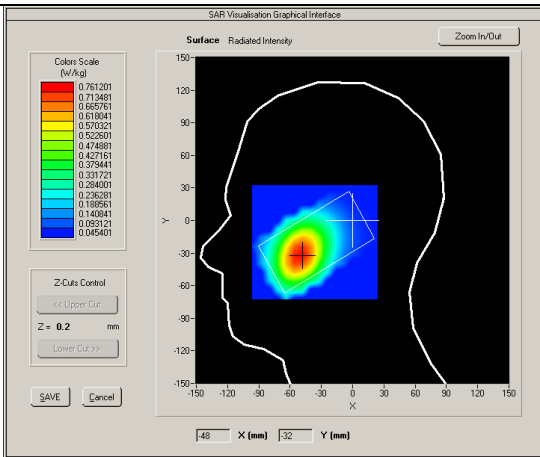 SAR Visualisation Graphical Interface
Surface Radiated Intensity
Zoom In/Out
Colors Scale
(W/kg)
0.761201
0.713481
0.665761
0.618041
0.570321
0.522601
0.474881
0.427161
0.379441
0.331721
0.284001
0.236281
0.188561
0.140841
0.093121
0.045401
Z-Cuts Control
<< Upper Cut
Z = 0.2 mm
Lower Cut >>
SAVE Cancel
150
120
90
60
30
0
-30
-60
-90
-120
-150
Y
-150 -120 -90 -60 -30 0 30 60 90 120 150
X
-48 X (mm) -32 Y (mm)